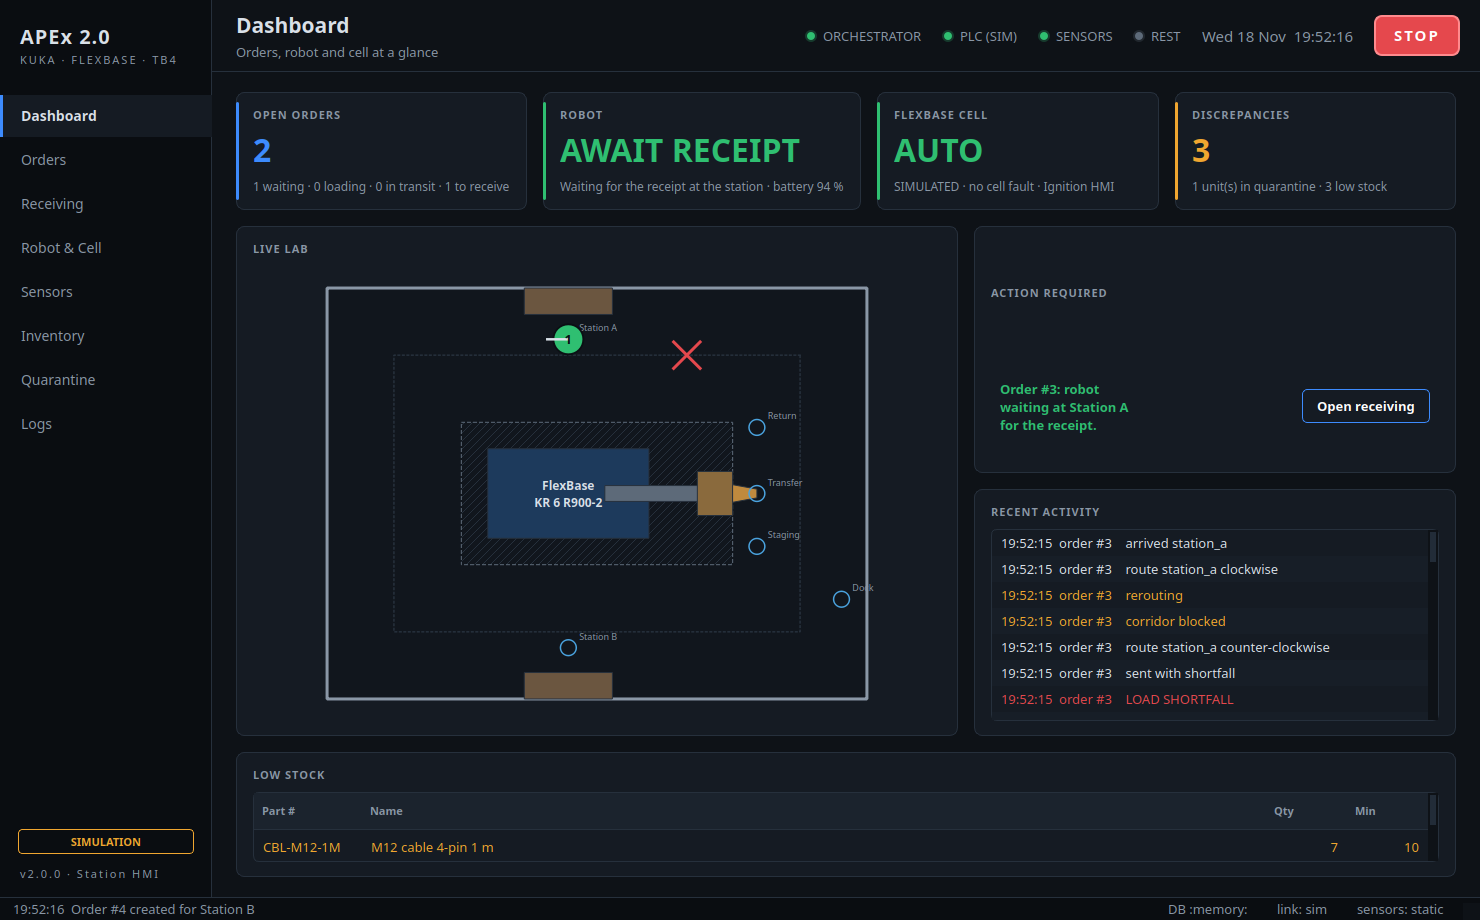 APEx 2.0
KUKA · FLEXBASE · TB4
Dashboard
Orders
Receiving
Robot & Cell
Sensors
Inventory
Quarantine
Logs
SIMULATION
v2.0.0 · Station HMI
Dashboard
Orders, robot and cell at a glance
ORCHESTRATOR
PLC (SIM)
SENSORS
REST
Wed 18 Nov 19:52:16
STOP
OPEN ORDERS
2
1 waiting · 0 loading · 0 in transit · 1 to receive
ROBOT
AWAIT RECEIPT
Waiting for the receipt at the station · battery 94 %
FLEXBASE CELL
AUTO
SIMULATED · no cell fault · Ignition HMI
DISCREPANCIES
3
1 unit(s) in quarantine · 3 low stock
LIVE LAB
Station A
1
Return
FlexBase
KR 6 R900-2
Transfer
Staging
Dock
Station B
ACTION REQUIRED
Order #3: robot
waiting at Station A
for the receipt.
Open receiving
RECENT ACTIVITY
19:52:15 order #3 arrived station_a
19:52:15 order #3 route station_a clockwise
19:52:15 order #3 rerouting
19:52:15 order #3 corridor blocked
19:52:15 order #3 route station_a counter-clockwise
19:52:15 order #3 sent with shortfall
19:52:15 order #3 LOAD SHORTFALL
LOW STOCK
Part # Name Qty Min
CBL-M12-1M M12 cable 4-pin 1 m 7 10
19:52:16 Order #4 created for Station B
DB :memory: link: sim sensors: static